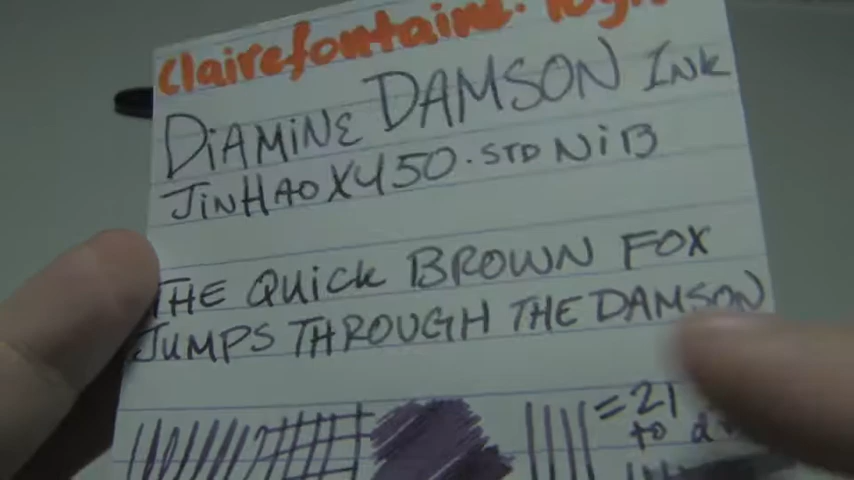 Clairefontaine.
DiAMiNE DAMSON INK
JiNHAO X450. STD NiB
THE QUiCK BROWN FOX
JUMPS THROUGH THE DAMSON
= 21
to